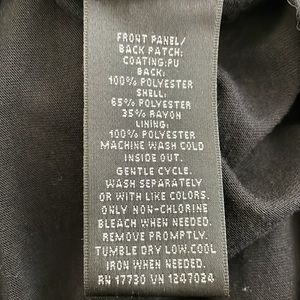 FRONT PANEL/
BACK PATCH:
COATING:PU
BACK:
100% POLYESTER
SHELL:
65% POLYESTER
35% RAYON
LINING:
100% POLYESTER
MACHINE WASH COLD
INSIDE OUT.
GENTLE CYCLE.
WASH SEPARATELY
OR WITH LIKE COLORS.
ONLY NON-CHLORINE
BLEACH WHEN NEEDED.
REMOVE PROMPTLY.
TUMBLE DRY LOW.COOL
IRON WHEN NEEDED.
RN 17730 VN 1247024